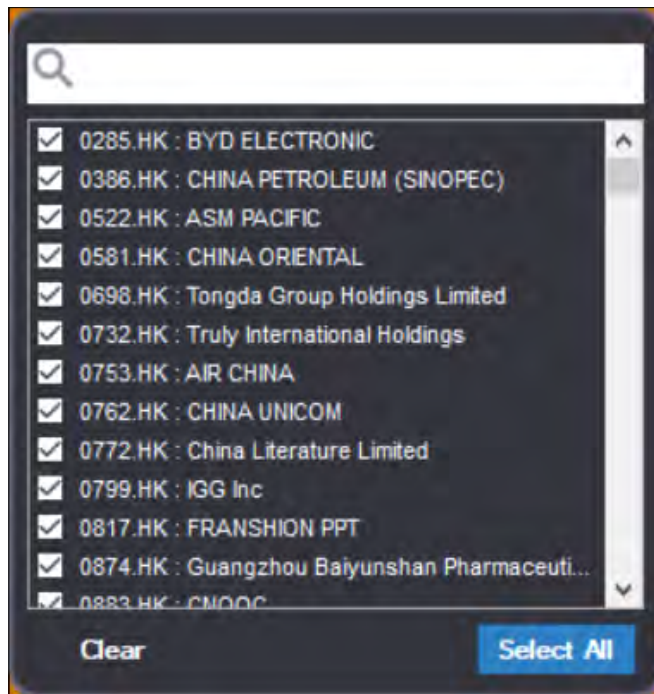 0285.HK : BYD ELECTRONIC
0386.HK : CHINA PETROLEUM (SINOPEC)
0522.HK : ASM PACIFIC
0581.HK : CHINA ORIENTAL
0698.HK : Tongda Group Holdings Limited
0732.HK : Truly International Holdings
0753.HK : AIR CHINA
0762.HK : CHINA UNICOM
0772.HK : China Literature Limited
0799.HK : IGG Inc
0817.HK : FRANSHION PPT
0874.HK : Guangzhou Baiyunshan Pharmaceuti...
0883.HK : CNOOC
Clear Select All